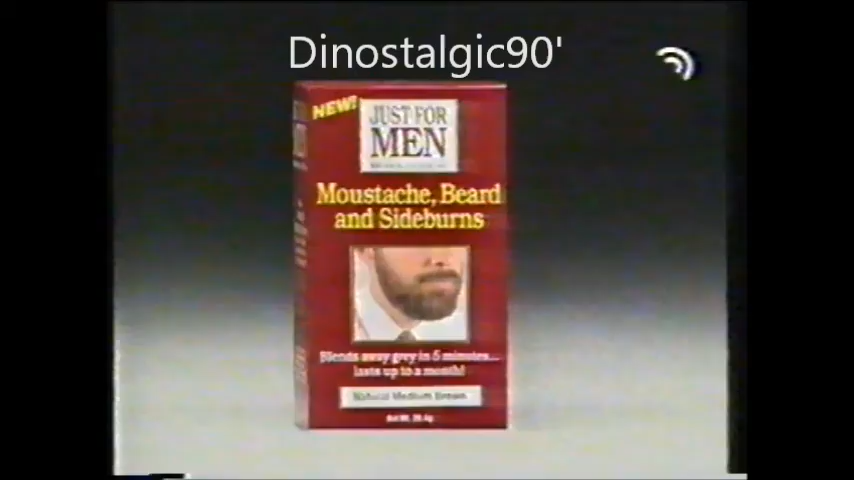 Dinostalgic90'
NEW!
JUST FOR
MEN
Moustache, Beard
and Sideburns
Blends away grey in 5 minutes...
lasts up to a month!
Natural Medium Brown